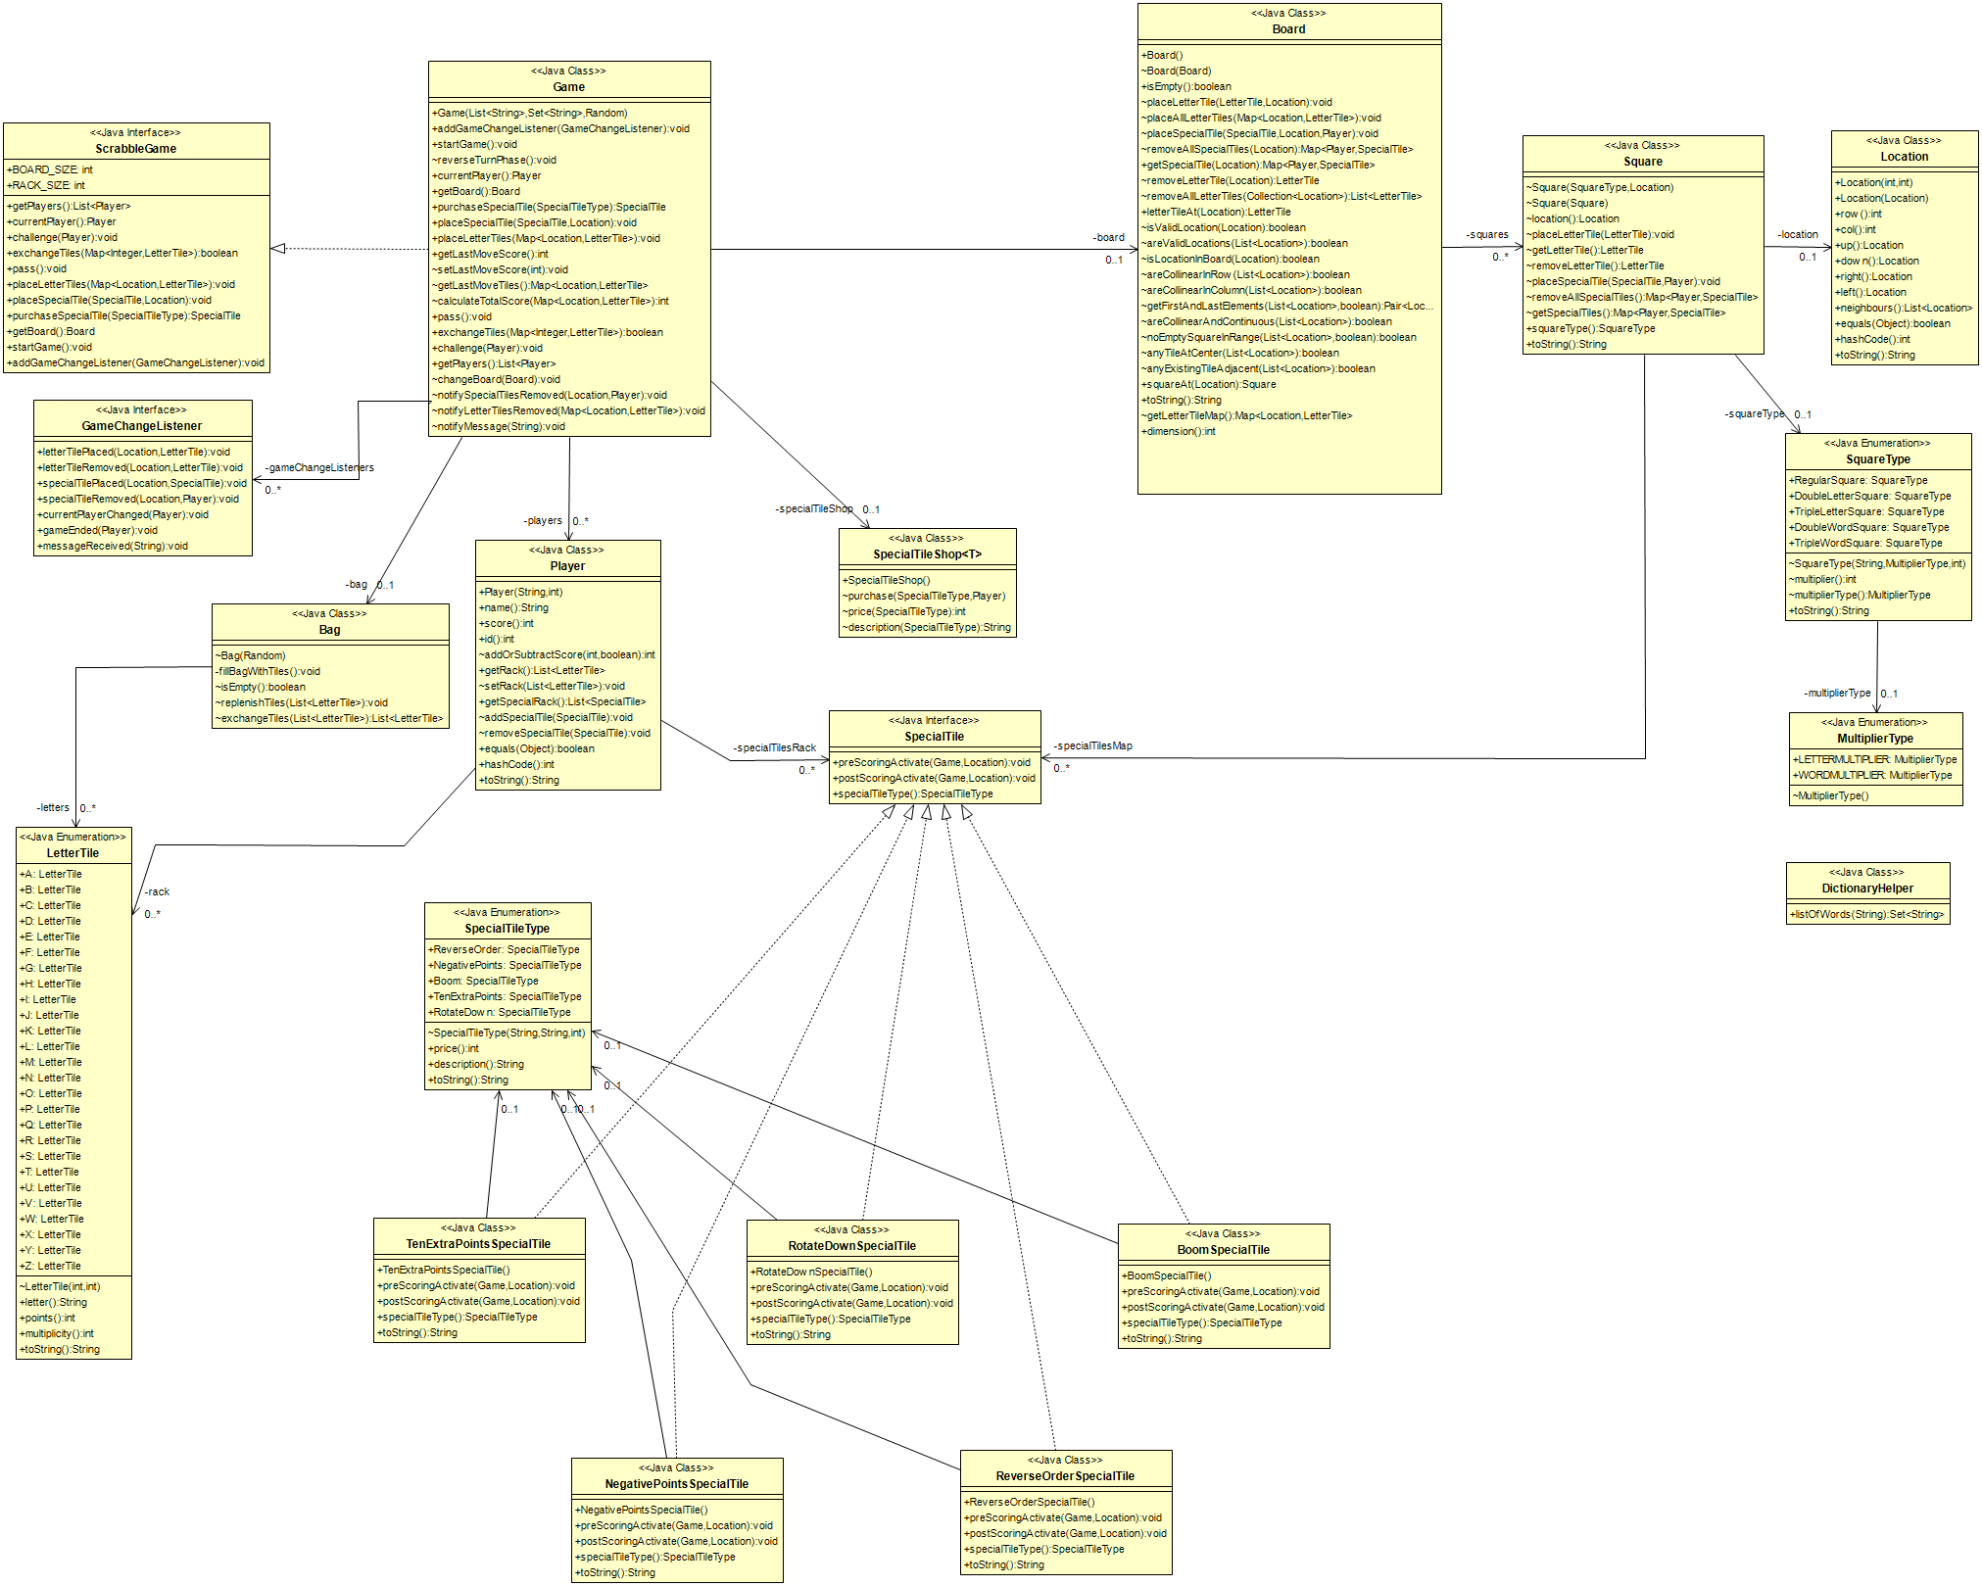 <<Java Interface>>
ScrabbleGame
+BOARD_SIZE: int
+RACK_SIZE: int
+getPlayers():List<Player>
+currentPlayer():Player
+challenge(Player):void
+exchangeTiles(Map<Integer,LetterTile>):boolean
+pass():void
+placeLetterTiles(Map<Location,LetterTile>):void
+placeSpecialTile(SpecialTile,Location):void
+purchaseSpecialTile(SpecialTileType):SpecialTile
+getBoard():Board
+startGame():void
+addGameChangeListener(GameChangeListener):void
<<Java Class>>
Game
+Game(List<String>,Set<String>,Random)
+addGameChangeListener(GameChangeListener):void
+startGame():void
~reverseTurnPhase():void
+currentPlayer():Player
+getBoard():Board
+purchaseSpecialTile(SpecialTileType):SpecialTile
+placeSpecialTile(SpecialTile,Location):void
+placeLetterTiles(Map<Location,LetterTile>):void
+getLastMoveScore():int
~setLastMoveScore(int):void
~getLastMoveTiles():Map<Location,LetterTile>
~calculateTotalScore(Map<Location,LetterTile>):int
+pass():void
+exchangeTiles(Map<Integer,LetterTile>):boolean
+challenge(Player):void
+getPlayers():List<Player>
~changeBoard(Board):void
~notifySpecialTilesRemoved(Location,Player):void
~notifyLetterTilesRemoved(Map<Location,LetterTile>):void
~notifyMessage(String):void
<<Java Class>>
Board
+Board()
~Board(Board)
+isEmpty():boolean
~placeLetterTile(LetterTile,Location):void
~placeAllLetterTiles(Map<Location,LetterTile>):void
~placeSpecialTile(SpecialTile,Location,Player):void
~removeAllSpecialTiles(Location):Map<Player,SpecialTile>
+getSpecialTile(Location):Map<Player,SpecialTile>
~removeLetterTile(Location):LetterTile
~removeAllLetterTiles(Collection<Location>):List<LetterTile>
+letterTileAt(Location):LetterTile
~isValidLocation(Location):boolean
~areValidLocations(List<Location>):boolean
~isLocationInBoard(Location):boolean
~areCollinearInRow(List<Location>):boolean
~areCollinearInColumn(List<Location>):boolean
~getFirstAndLastElements(List<Location>,boolean):Pair<Loc...
~areCollinearAndContinuous(List<Location>):boolean
~noEmptySquareInRange(List<Location>,boolean):boolean
~anyTileAtCenter(List<Location>):boolean
~anyExistingTileAdjacent(List<Location>):boolean
+squareAt(Location):Square
+toString():String
~getLetterTileMap():Map<Location,LetterTile>
+dimension():int
<<Java Class>>
Square
~Square(SquareType,Location)
~Square(Square)
~location():Location
~placeLetterTile(LetterTile):void
~getLetterTile():LetterTile
~removeLetterTile():LetterTile
~placeSpecialTile(SpecialTile,Player):void
~removeAllSpecialTiles():Map<Player,SpecialTile>
~getSpecialTiles():Map<Player,SpecialTile>
+squareType():SquareType
+toString():String
<<Java Class>>
Location
+Location(int,int)
+Location(Location)
+row():int
+col():int
+up():Location
+down():Location
+right():Location
+left():Location
+neighbours():List<Location>
+equals(Object):boolean
+hashCode():int
+toString():String
-board
0..1
-squares
0..*
-location
0..1
<<Java Interface>>
GameChangeListener
+letterTilePlaced(Location,LetterTile):void
+letterTileRemoved(Location,LetterTile):void
+specialTilePlaced(Location,SpecialTile):void
+specialTileRemoved(Location,Player):void
+currentPlayerChanged(Player):void
+gameEnded(Player):void
+messageReceived(String):void
-gameChangeListeners
0..*
-squareType
0..1
<<Java Enumeration>>
SquareType
+RegularSquare: SquareType
+DoubleLetterSquare: SquareType
+TripleLetterSquare: SquareType
+DoubleWordSquare: SquareType
+TripleWordSquare: SquareType
~SquareType(String,MultiplierType,int)
~multiplier():int
~multiplierType():MultiplierType
+toString():String
-players
0..*
-specialTileShop
0..1
<<Java Class>>
SpecialTileShop<T>
+SpecialTileShop()
~purchase(SpecialTileType,Player)
~price(SpecialTileType):int
~description(SpecialTileType):String
<<Java Class>>
Player
+Player(String,int)
+name():String
+score():int
+id():int
~addOrSubtractScore(int,boolean):int
+getRack():List<LetterTile>
~setRack(List<LetterTile>):void
+getSpecialRack():List<SpecialTile>
~addSpecialTile(SpecialTile):void
~removeSpecialTile(SpecialTile):void
+equals(Object):boolean
+hashCode():int
+toString():String
-bag
0..1
<<Java Class>>
Bag
~Bag(Random)
-fillBagWithTiles():void
~isEmpty():boolean
~replenishTiles(List<LetterTile>):void
~exchangeTiles(List<LetterTile>):List<LetterTile>
-multiplierType
0..1
<<Java Enumeration>>
MultiplierType
+LETTERMULTIPLIER: MultiplierType
+WORDMULTIPLIER: MultiplierType
~MultiplierType()
<<Java Interface>>
SpecialTile
+preScoringActivate(Game,Location):void
+postScoringActivate(Game,Location):void
+specialTileType():SpecialTileType
-specialTilesRack
0..*
-specialTilesMap
0..*
-letters
0..*
<<Java Enumeration>>
LetterTile
+A: LetterTile
+B: LetterTile
+C: LetterTile
+D: LetterTile
+E: LetterTile
+F: LetterTile
+G: LetterTile
+H: LetterTile
+I: LetterTile
+J: LetterTile
+K: LetterTile
+L: LetterTile
+M: LetterTile
+N: LetterTile
+O: LetterTile
+P: LetterTile
+Q: LetterTile
+R: LetterTile
+S: LetterTile
+T: LetterTile
+U: LetterTile
+V: LetterTile
+W: LetterTile
+X: LetterTile
+Y: LetterTile
+Z: LetterTile
~LetterTile(int,int)
+letter():String
+points():int
+multiplicity():int
+toString():String
-rack
0..*
<<Java Class>>
DictionaryHelper
+listOfWords(String):Set<String>
<<Java Enumeration>>
SpecialTileType
+ReverseOrder: SpecialTileType
+NegativePoints: SpecialTileType
+Boom: SpecialTileType
+TenExtraPoints: SpecialTileType
+RotateDown: SpecialTileType
~SpecialTileType(String,String,int)
+price():int
+description():String
+toString():String
0..1
0..1
0..1
0..1
0..1
<<Java Class>>
TenExtraPointsSpecialTile
+TenExtraPointsSpecialTile()
+preScoringActivate(Game,Location):void
+postScoringActivate(Game,Location):void
+specialTileType():SpecialTileType
+toString():String
<<Java Class>>
RotateDownSpecialTile
+RotateDownSpecialTile()
+preScoringActivate(Game,Location):void
+postScoringActivate(Game,Location):void
+specialTileType():SpecialTileType
+toString():String
<<Java Class>>
BoomSpecialTile
+BoomSpecialTile()
+preScoringActivate(Game,Location):void
+postScoringActivate(Game,Location):void
+specialTileType():SpecialTileType
+toString():String
<<Java Class>>
NegativePointsSpecialTile
+NegativePointsSpecialTile()
+preScoringActivate(Game,Location):void
+postScoringActivate(Game,Location):void
+specialTileType():SpecialTileType
+toString():String
<<Java Class>>
ReverseOrderSpecialTile
+ReverseOrderSpecialTile()
+preScoringActivate(Game,Location):void
+postScoringActivate(Game,Location):void
+specialTileType():SpecialTileType
+toString():String